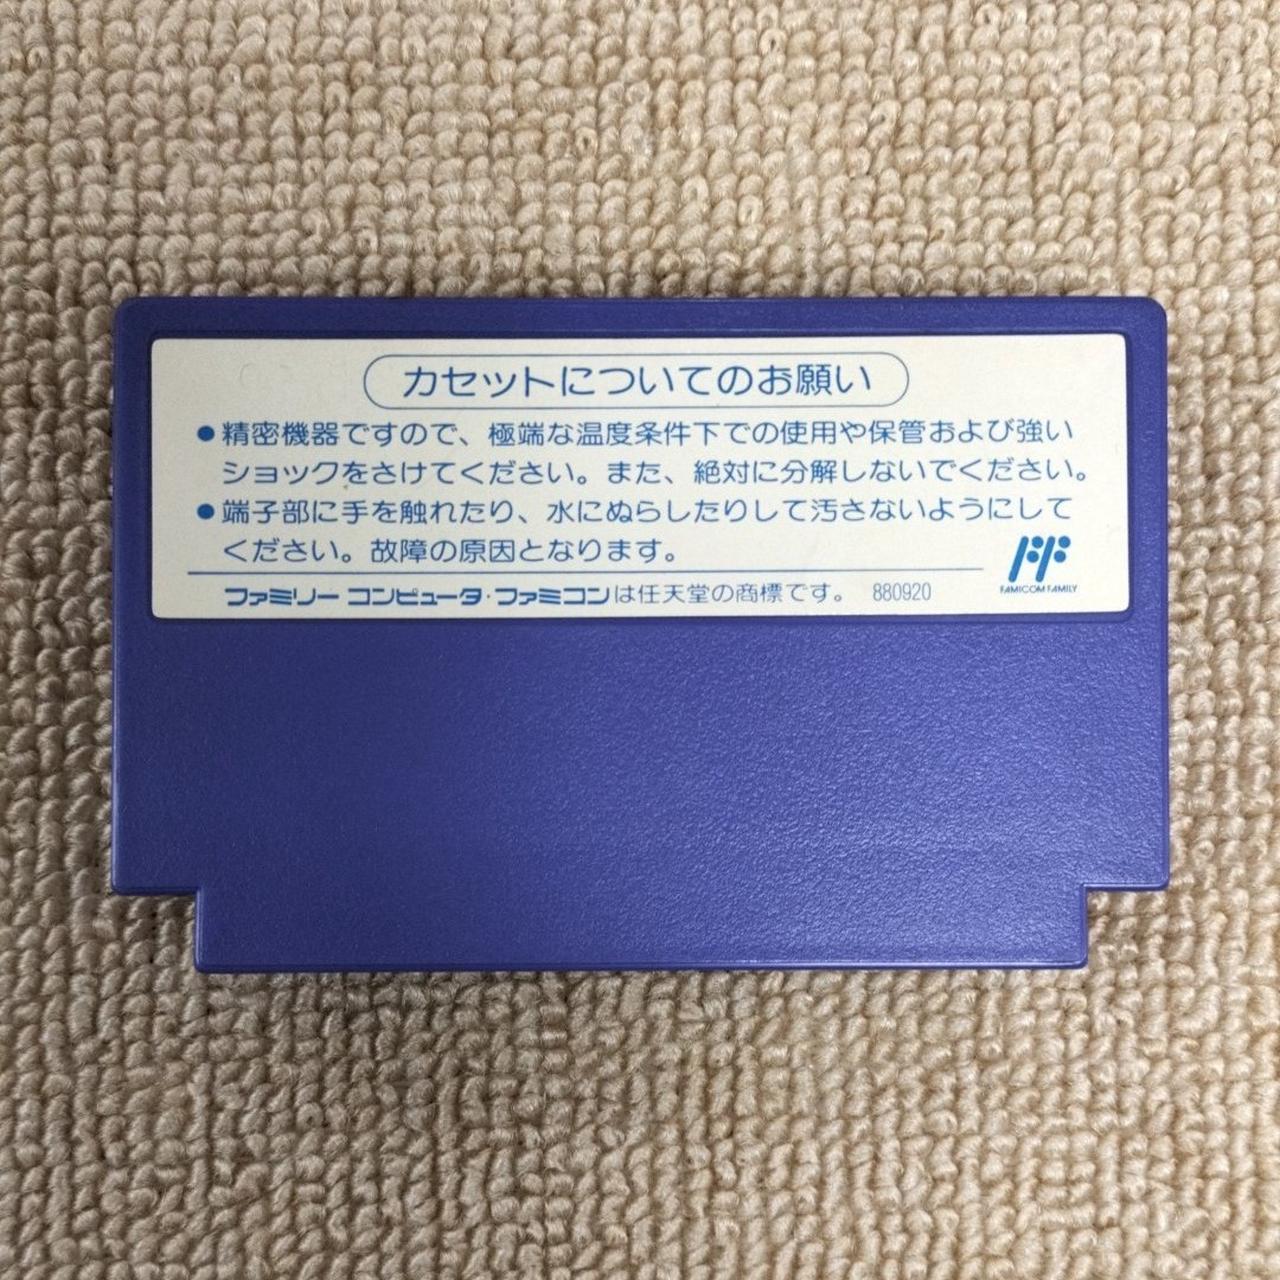 カセットについてのお願い
●精密機器ですので、極端な温度条件下での使用や保管および強い
ショックをさけてください。また、絶対に分解しないでください。
●端子部に手を触れたり、水にぬらしたりして汚さないようにして
ください。故障の原因となります。
ファミリーコンピュータ・ファミコンは任天堂の商標です。 880920
FF
FAMICOM FAMILY